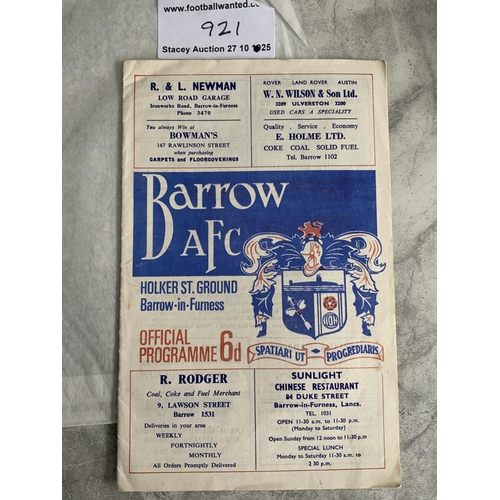 www.footballwanted.co
921
Stacey Auction 27 10 2025
R. & L. NEWMAN
LOW ROAD GARAGE
Ironworks Road, Barrow-in-Furness
Phone 3470
You always Win at
BOWMAN'S
167 RAWLINSON STREET
when purchasing
CARPETS and FLOORCOVERINGS
ROVER LAND ROVER AUSTIN
W. N. WILSON & Son Ltd.
3209 ULVERSTON 3200
USED CARS A SPECIALITY
Quality . Service . Economy
E. HOLME LTD.
COKE COAL SOLID FUEL
Tel. Barrow 1102
Barrow
AFC
HOLKER ST. GROUND
Barrow-in-Furness
OFFICIAL
PROGRAMME 6d
SPATIARI UT PROGREDIARIS
R. RODGER
Coal, Coke and Fuel Merchant
9, LAWSON STREET
Barrow 1531
Deliveries in your area
WEEKLY
FORTNIGHTLY
MONTHLY
All Orders Promptly Delivered
SUNLIGHT
CHINESE RESTAURANT
84 DUKE STREET
Barrow-in-Furness, Lancs.
TEL. 1031
OPEN 11-30 a.m. to 11-30 p.m.
(Monday to Saturday)
Open Sunday from 12 noon to 11-30 p.m.
SPECIAL LUNCH
Monday to Saturday 11-30 a.m. to
2-30 p.m.